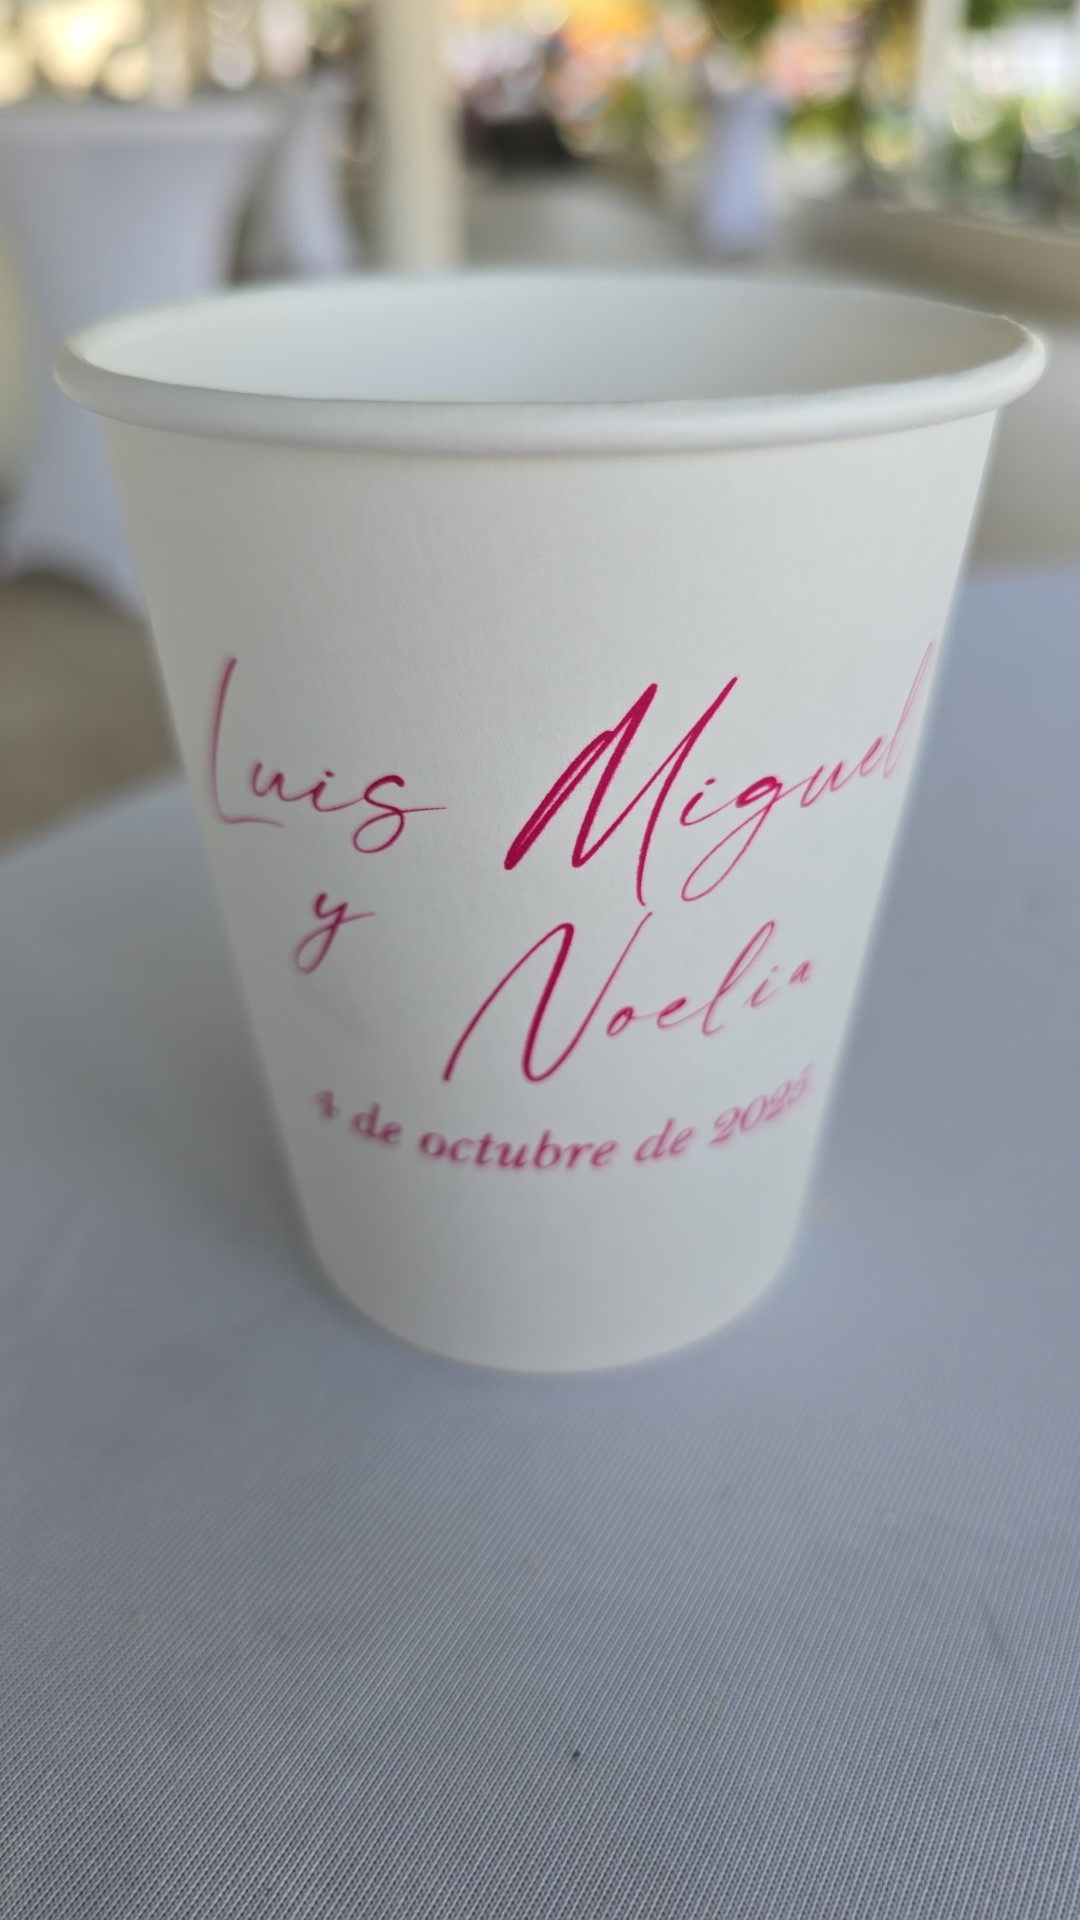 Luis Miguel
y
Noelia
4 de octubre de 2025